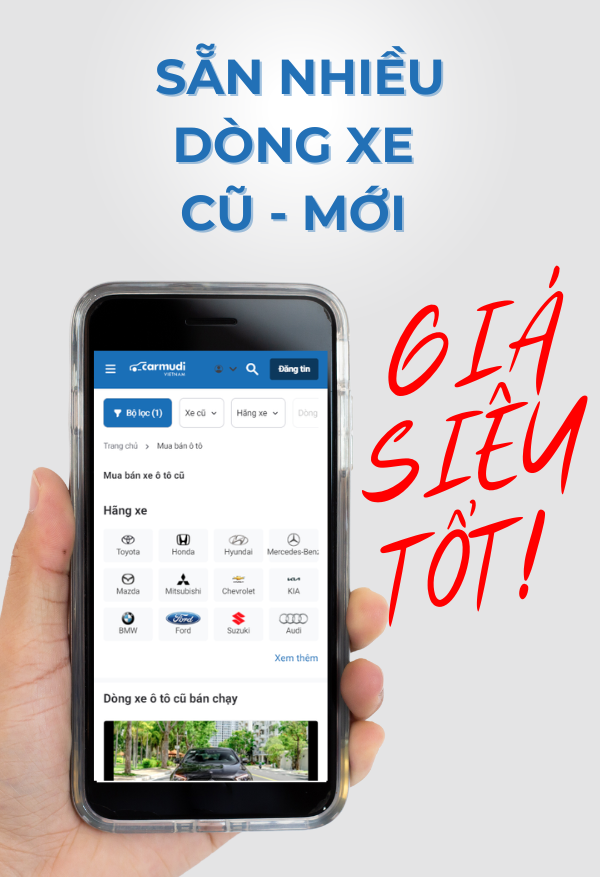 SẴN NHIỀU
DÒNG XE
CŨ - MỚI
GIÁ
SIÊU
TỐT!
carmudi
VIETNAM
Đăng tin
Bộ lọc (1)
Xe cũ
Hãng xe
Dòng
Trang chủ > Mua bán ô tô
Mua bán xe ô tô cũ
Hãng xe
Toyota Honda Hyundai Mercedes-Benz
Mazda Mitsubishi Chevrolet KIA
BMW Ford Suzuki Audi
Xem thêm
Dòng xe ô tô cũ bán chạy